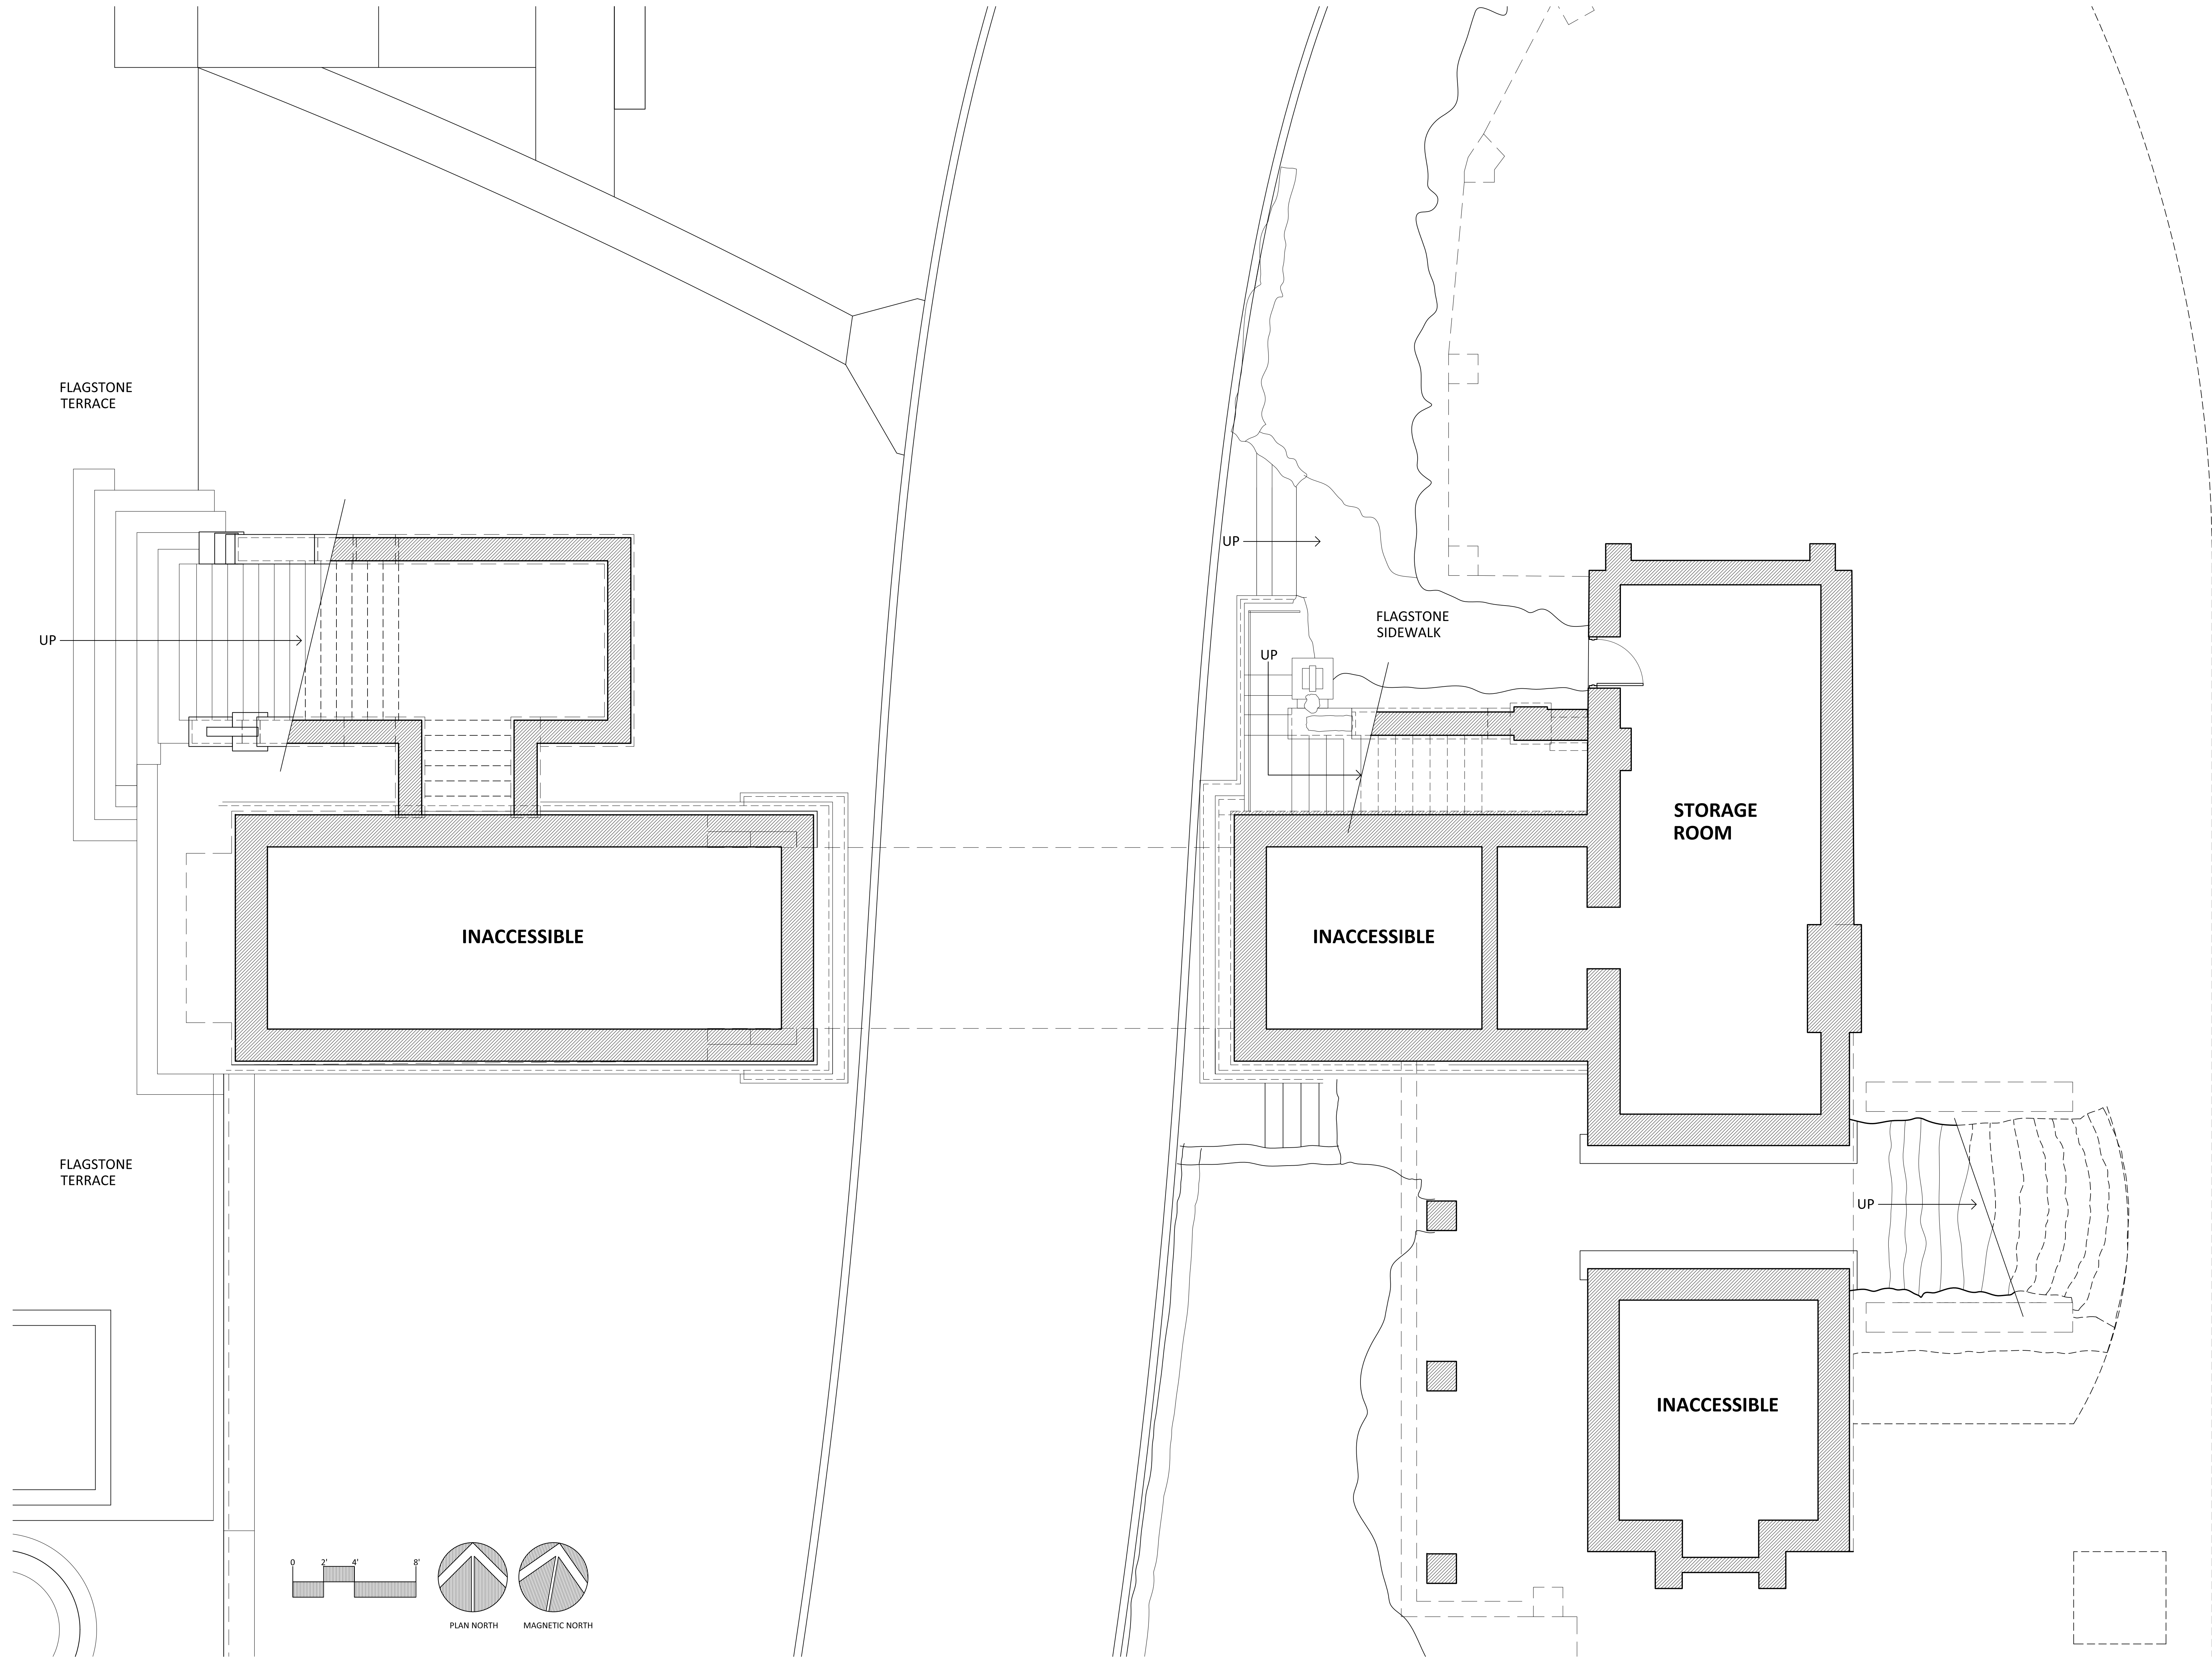 FLAGSTONE
TERRACE
UP
FLAGSTONE
SIDEWALK
UP
UP
STORAGE
ROOM
INACCESSIBLE
INACCESSIBLE
FLAGSTONE
TERRACE
UP
INACCESSIBLE
0 2' 4' 8'
PLAN NORTH MAGNETIC NORTH